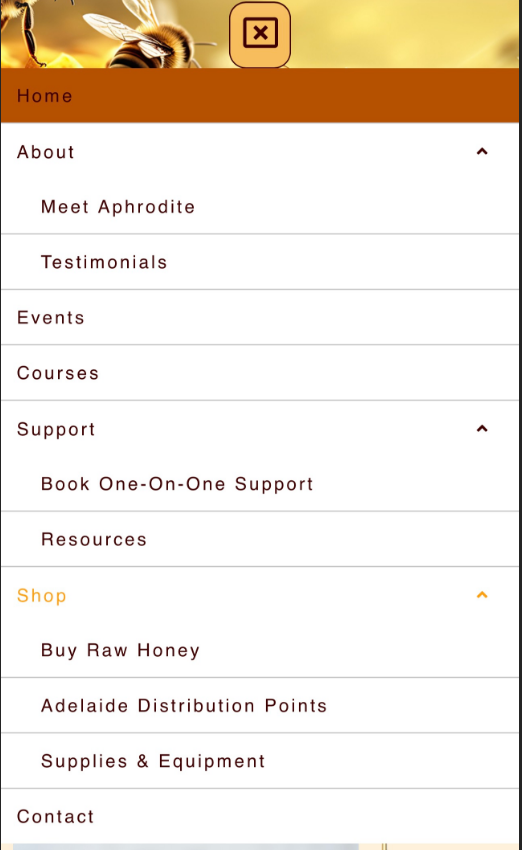 Home
About
Meet Aphrodite
Testimonials
Events
Courses
Support
Book One-On-One Support
Resources
Shop
Buy Raw Honey
Adelaide Distribution Points
Supplies & Equipment
Contact